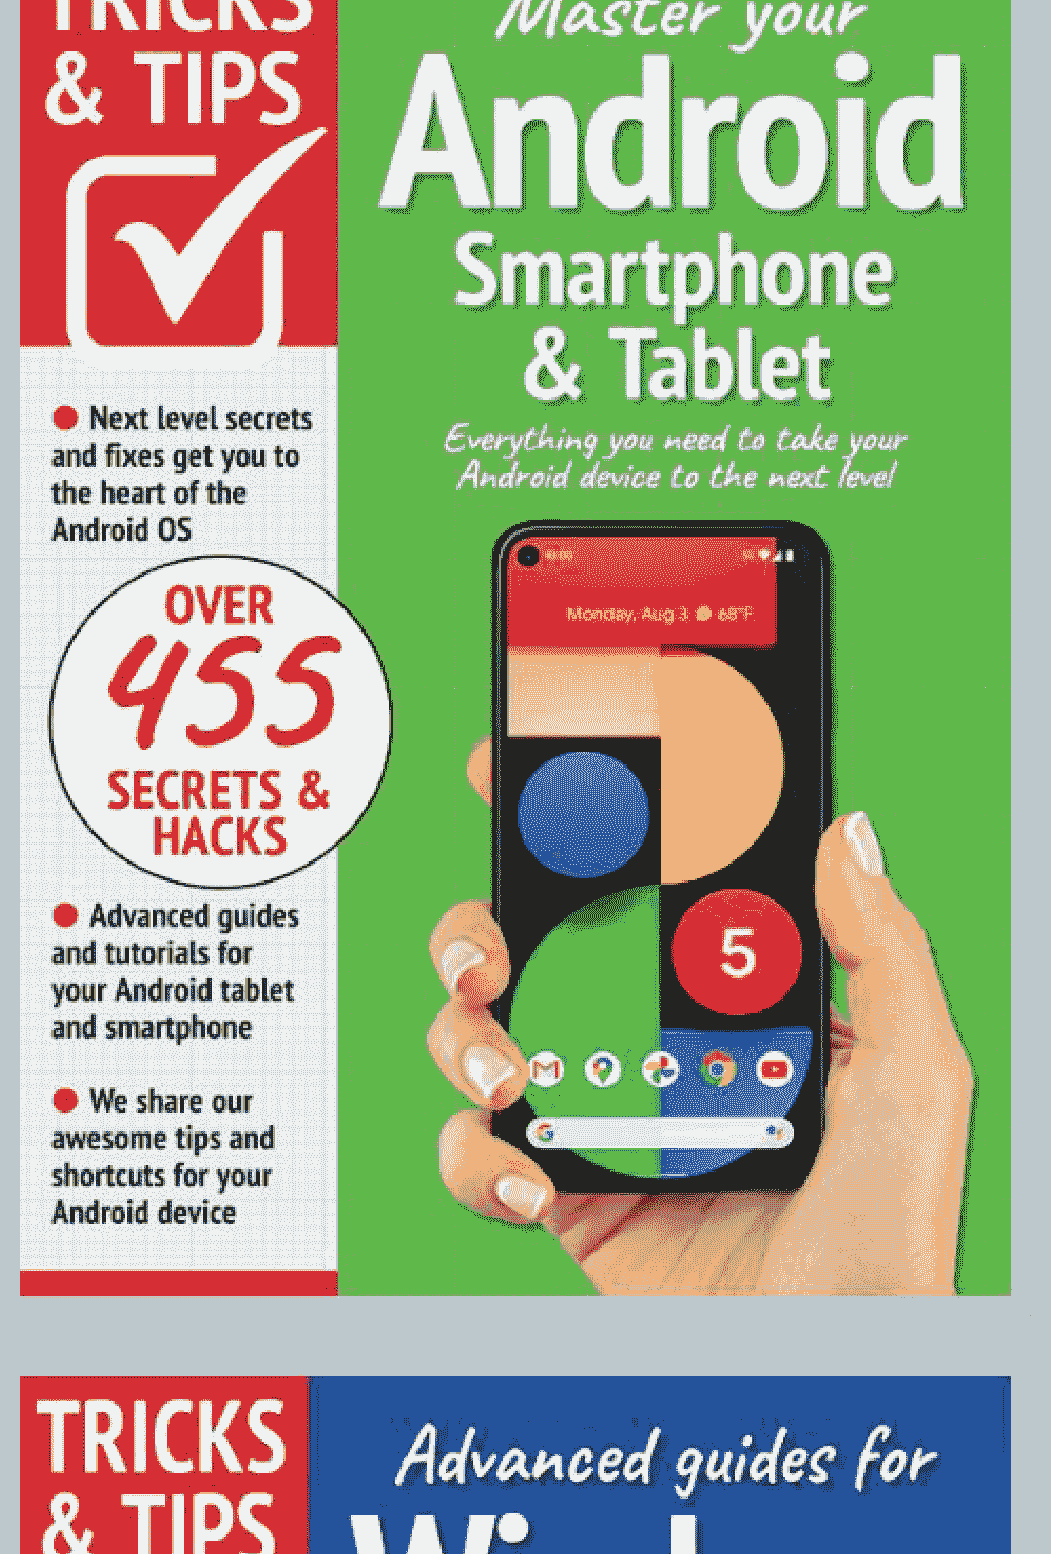 TRICKS
& TIPS
Master your
Android
Smartphone
& Tablet
Everything you need to take your
Android device to the next level
● Next level secrets
and fixes get you to
the heart of the
Android OS
OVER
455
SECRETS &
HACKS
● Advanced guides
and tutorials for
your Android tablet
and smartphone
● We share our
awesome tips and
shortcuts for your
Android device
Monday, Aug 3 68°F
5
TRICKS
& TIPS
Advanced guides for